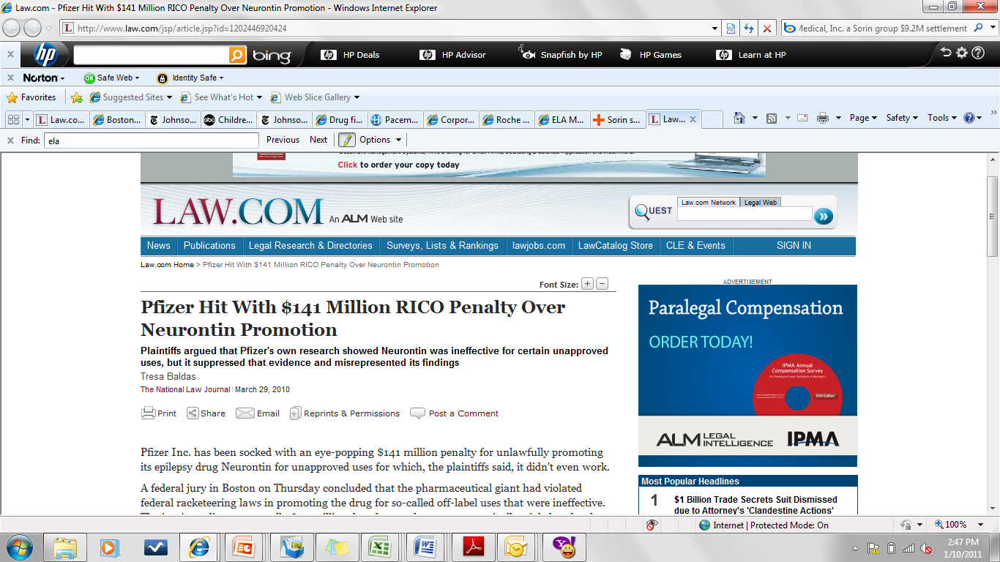 Law.com - Pfizer Hit With $141 Million RICO Penalty Over Neurontin Promotion - Windows Internet Explorer
http://www.law.com/jsp/article.jsp?id=1202446920424
Medical, Inc. a Sorin group $9.2M settlement
hp bing HP Deals HP Advisor Snapfish by HP HP Games Learn at HP
Norton Safe Web Identity Safe
Favorites Suggested Sites See What's Hot Web Slice Gallery
Law.co... Boston... Johnso... Childre... Johnso... Drug fi... Pacem... Corpor... Roche ... ELA M... Sorin s... Law... Page Safety Tools
Find: ela Previous Next Options
Click to order your copy today
LAW.COM An ALM Web site
Law.com Network Legal Web
QUEST
News Publications Legal Research & Directories Surveys, Lists & Rankings lawjobs.com LawCatalog Store CLE & Events SIGN IN
Law.com Home > Pfizer Hit With $141 Million RICO Penalty Over Neurontin Promotion
Font Size: + −
Pfizer Hit With $141 Million RICO Penalty Over
Neurontin Promotion
Plaintiffs argued that Pfizer's own research showed Neurontin was ineffective for certain unapproved
uses, but it suppressed that evidence and misrepresented its findings
Tresa Baldas
The National Law Journal | March 29, 2010
Print Share Email Reprints & Permissions Post a Comment
Pfizer Inc. has been socked with an eye-popping $141 million penalty for unlawfully promoting
its epilepsy drug Neurontin for unapproved uses for which, the plaintiffs said, it didn't even work.
A federal jury in Boston on Thursday concluded that the pharmaceutical giant had violated
federal racketeering laws in promoting the drug for so-called off-label uses that were ineffective.
ADVERTISEMENT
Paralegal Compensation
ORDER TODAY!
IPMA Annual
Compensation Survey
2010 Edition
ALM LEGAL INTELLIGENCE IPMA
Most Popular Headlines
1 $1 Billion Trade Secrets Suit Dismissed
due to Attorney's 'Clandestine Actions'
Internet | Protected Mode: On 100%
2:47 PM
1/10/2011